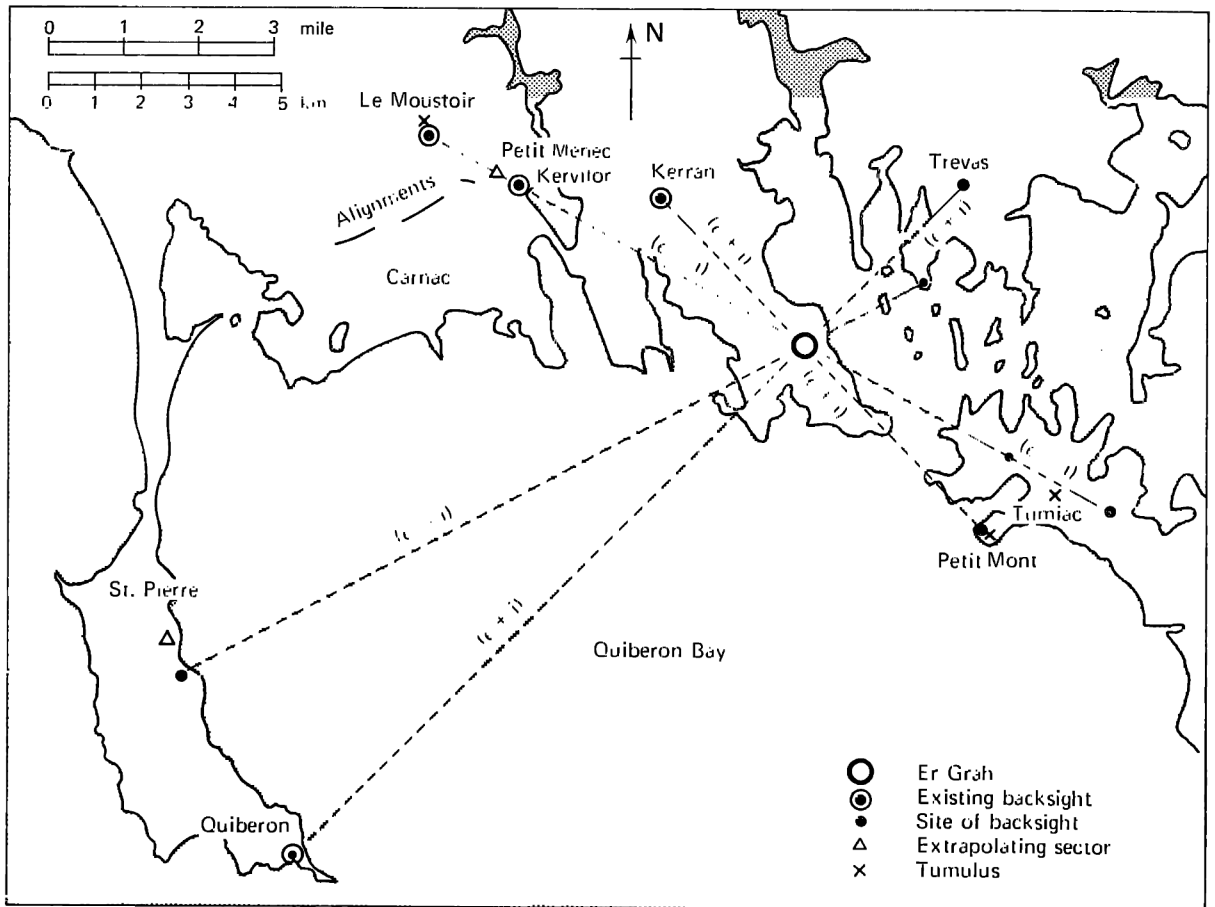 0 1 2 3 mile
0 1 2 3 4 5 km
N
Le Moustoir
Petit Ménec
Kervilor
Kerran
Trevas
Alignments
Carnac
Tumiac
Petit Mont
St. Pierre
Quiberon Bay
Quiberon
Er Grah
Existing backsight
Site of backsight
Extrapolating sector
Tumulus